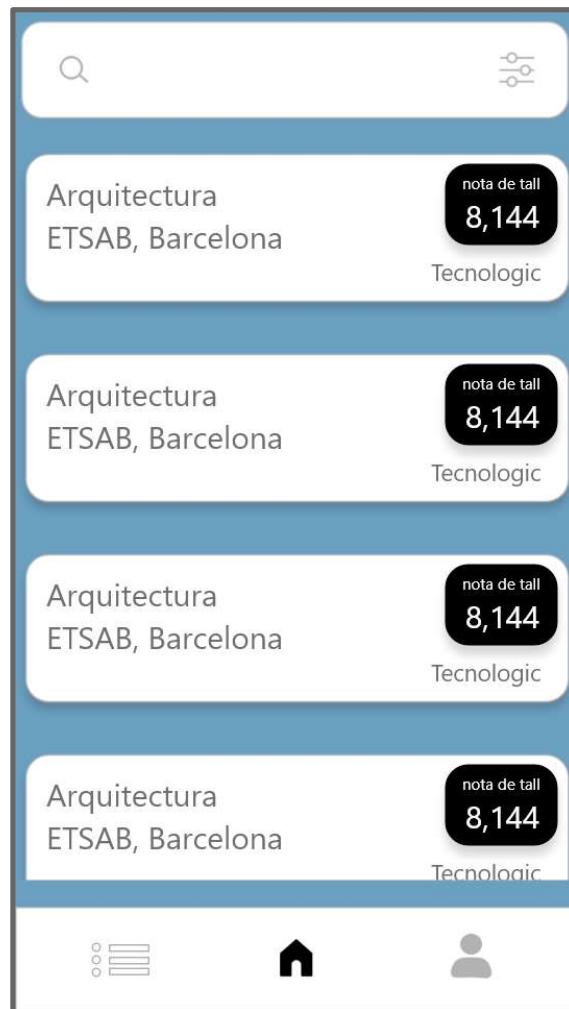 Arquitectura
ETSAB, Barcelona
nota de tall
8,144
Tecnologic
Arquitectura
ETSAB, Barcelona
nota de tall
8,144
Tecnologic
Arquitectura
ETSAB, Barcelona
nota de tall
8,144
Tecnologic
Arquitectura
ETSAB, Barcelona
nota de tall
8,144
Tecnologic